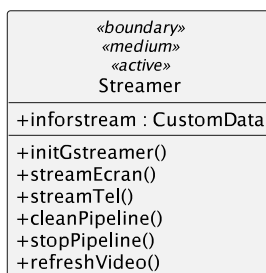 «boundary»
«medium»
«active»
Streamer
+inforstream : CustomData
+initGstreamer()
+streamEcran()
+streamTel()
+cleanPipeline()
+stopPipeline()
+refreshVideo()